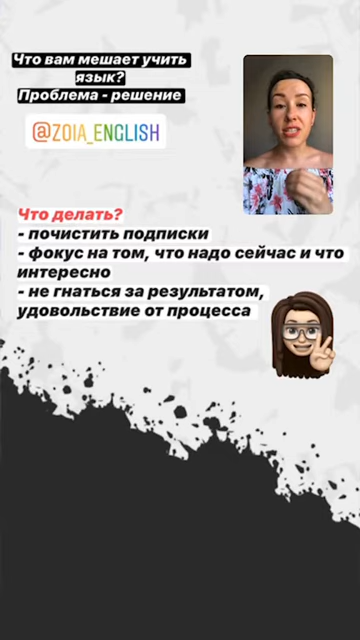 Что вам мешает учить
язык?
Проблема - решение
@ZOIA_ENGLISH
Что делать?
- почистить подписки
- фокус на том, что надо сейчас и что
интересно
- не гнаться за результатом,
удовольствие от процесса